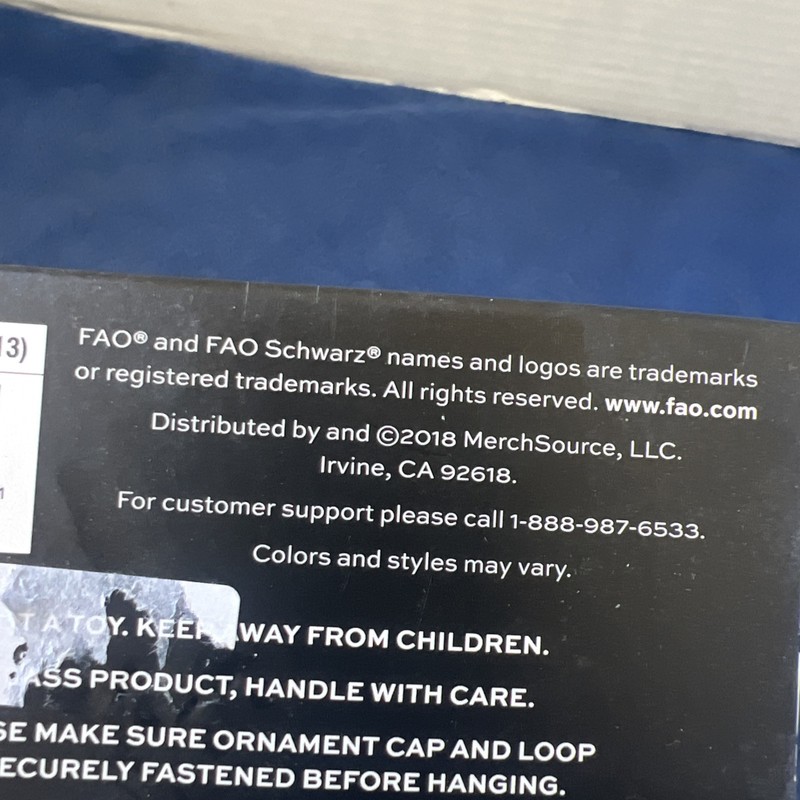 13)
FAO® and FAO Schwarz® names and logos are trademarks
or registered trademarks. All rights reserved. www.fao.com
Distributed by and ©2018 MerchSource, LLC.
Irvine, CA 92618.
For customer support please call 1-888-987-6533.
Colors and styles may vary.
T A TOY. KEEP AWAY FROM CHILDREN.
ASS PRODUCT, HANDLE WITH CARE.
SE MAKE SURE ORNAMENT CAP AND LOOP
ECURELY FASTENED BEFORE HANGING.